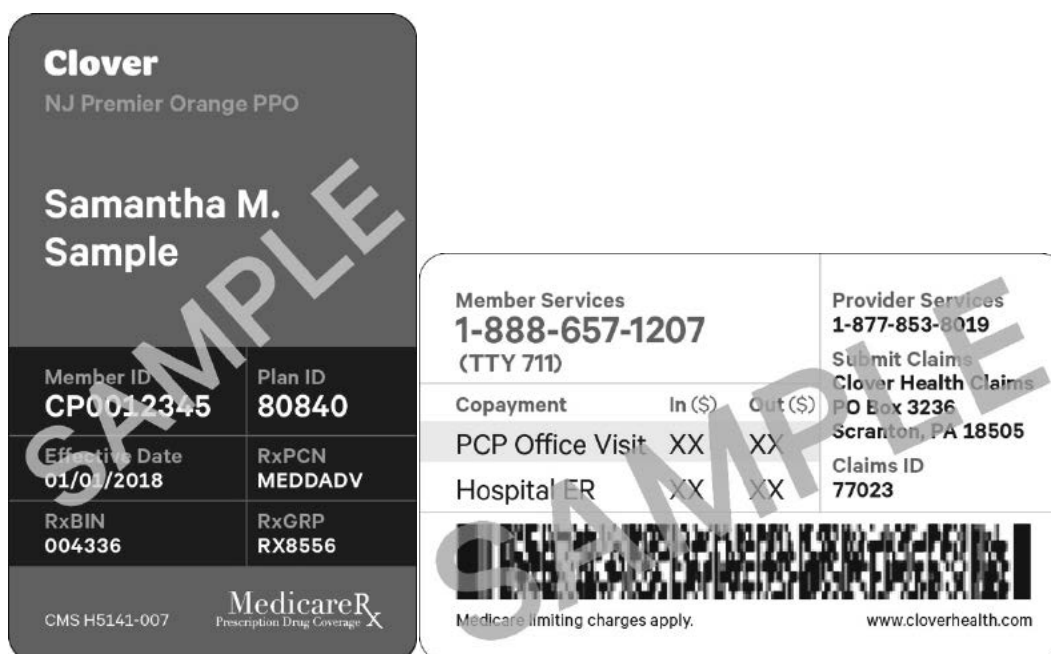 Clover
NJ Premier Orange PPO
Samantha M.
Sample
Member ID
CP0012345
Plan ID
80840
Effective Date
01/01/2018
RxPCN
MEDDADV
RxBIN
004336
RxGRP
RX8556
CMS H5141-007
MedicareRx
Prescription Drug Coverage
SAMPLE
Member Services
1-888-657-1207
(TTY 711)
Copayment In ($) Out ($)
PCP Office Visit XX XX
Hospital ER XX XX
Provider Services
1-877-853-8019
Submit Claims
Clover Health Claims
PO Box 3236
Scranton, PA 18505
Claims ID
77023
Medicare limiting charges apply.
www.cloverhealth.com
SAMPLE